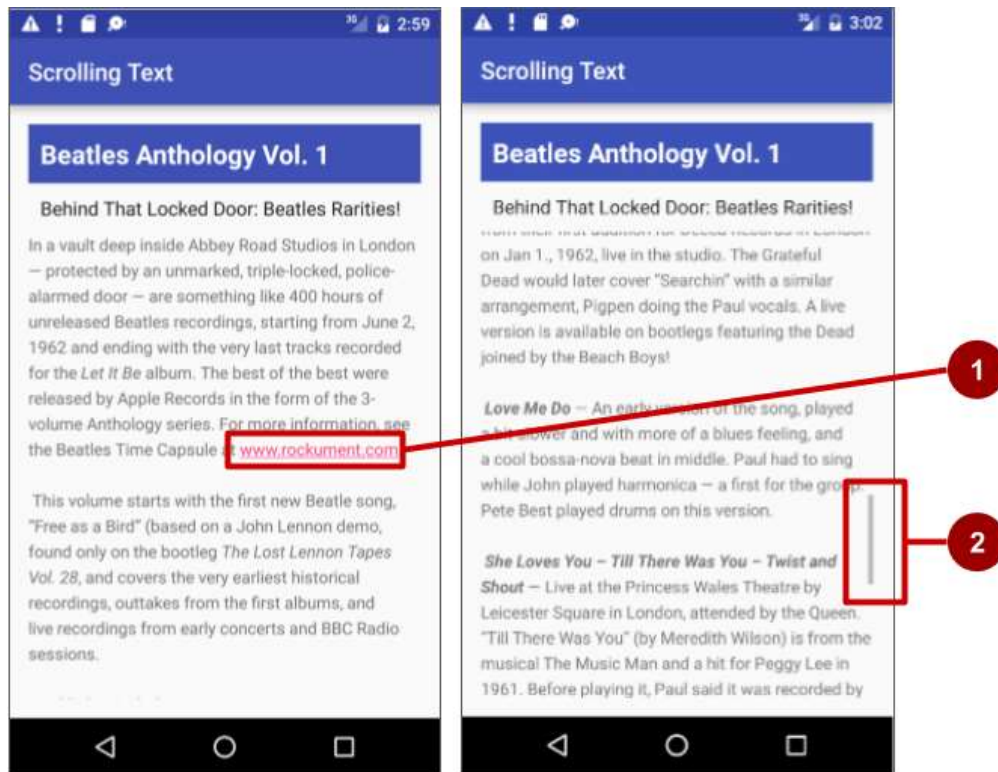 3G 2:59
Scrolling Text
Beatles Anthology Vol. 1
Behind That Locked Door: Beatles Rarities!
In a vault deep inside Abbey Road Studios in London
— protected by an unmarked, triple-locked, police-
alarmed door — are something like 400 hours of
unreleased Beatles recordings, starting from June 2,
1962 and ending with the very last tracks recorded
for the Let It Be album. The best of the best were
released by Apple Records in the form of the 3-
volume Anthology series. For more information, see
the Beatles Time Capsule at www.rockument.com
This volume starts with the first new Beatle song,
"Free as a Bird" (based on a John Lennon demo,
found only on the bootleg The Lost Lennon Tapes
Vol. 28, and covers the very earliest historical
recordings, outtakes from the first albums, and
live recordings from early concerts and BBC Radio
sessions.
3G 3:02
Scrolling Text
Beatles Anthology Vol. 1
Behind That Locked Door: Beatles Rarities!
on Jan 1., 1962, live in the studio. The Grateful
Dead would later cover "Searchin" with a similar
arrangement, Pigpen doing the Paul vocals. A live
version is available on bootlegs featuring the Dead
joined by the Beach Boys!
Love Me Do — An early version of the song, played
a bit slower and with more of a blues feeling, and
a cool bossa-nova beat in middle. Paul had to sing
while John played harmonica — a first for the group.
Pete Best played drums on this version.
She Loves You – Till There Was You – Twist and
Shout — Live at the Princess Wales Theatre by
Leicester Square in London, attended by the Queen.
"Till There Was You" (by Meredith Wilson) is from the
musical The Music Man and a hit for Peggy Lee in
1961. Before playing it, Paul said it was recorded by
1
2